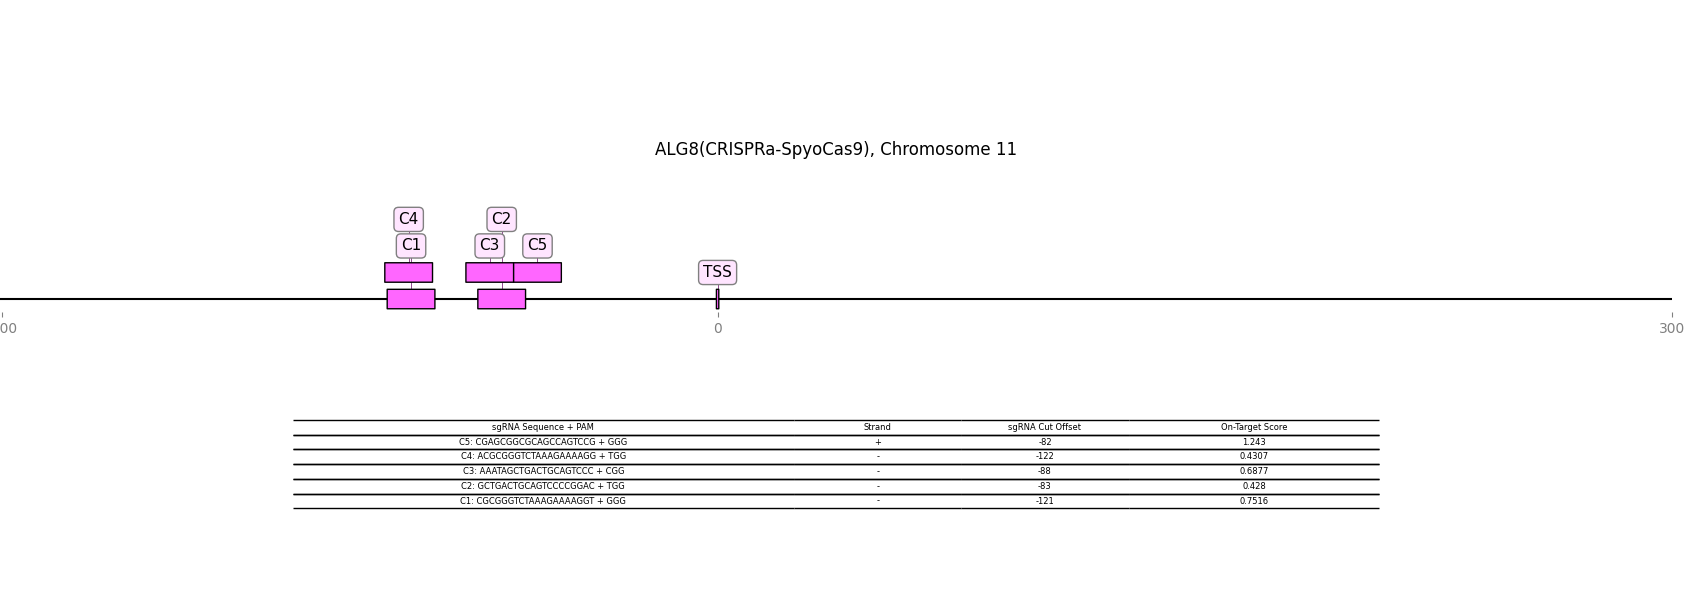 ALG8(CRISPRa-SpyoCas9), Chromosome 11
C4 C2
C1 C3 C5
TSS
00 0 300
sgRNA Sequence + PAM Strand sgRNA Cut Offset On-Target Score
C5: CGAGCGGCGCAGCCAGTCCG + GGG + -82 1.243
C4: ACGCGGGTCTAAAGAAAAGG + TGG - -122 0.4307
C3: AAATAGCTGACTGCAGTCCC + CGG - -88 0.6877
C2: GCTGACTGCAGTCCCCGGAC + TGG - -83 0.428
C1: CGCGGGTCTAAAGAAAAGGT + GGG - -121 0.7516